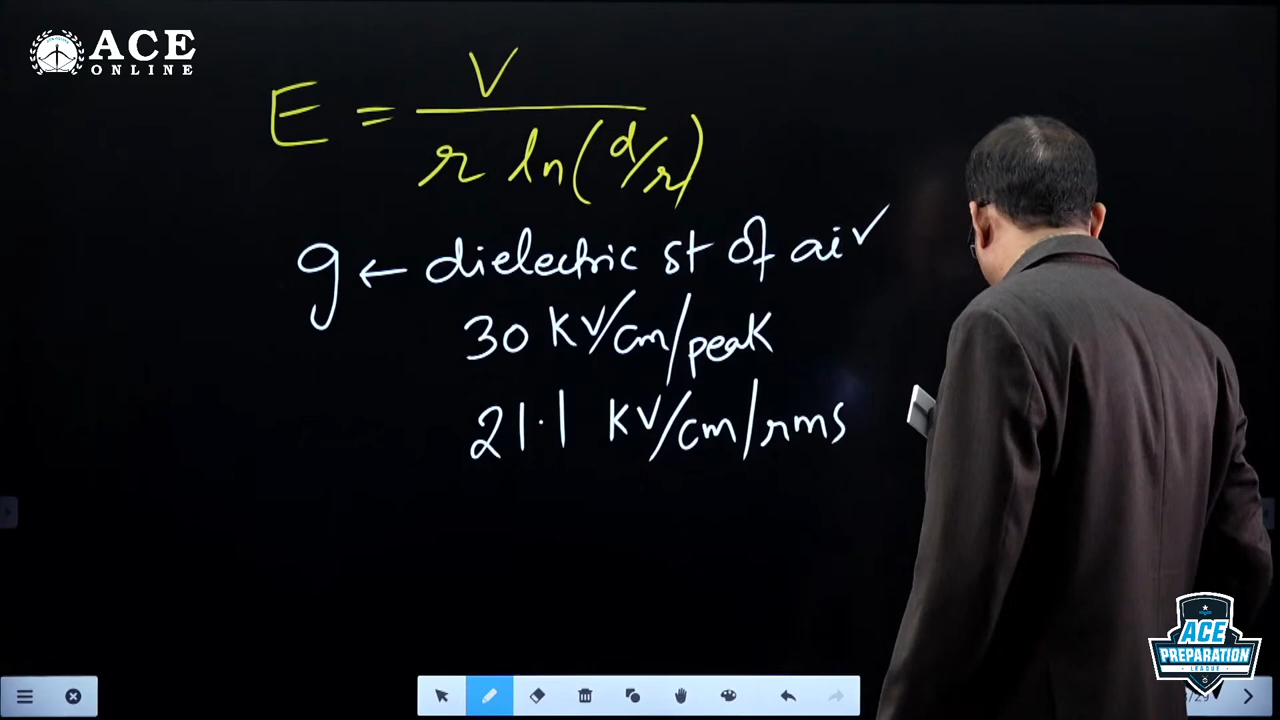 ACE
ONLINE
E = V / r ln(d/r)
g ← dielectric st of air
30 kV/cm/peak
21.1 kV/cm/rms
ACE
PREPARATION
LEAGUE